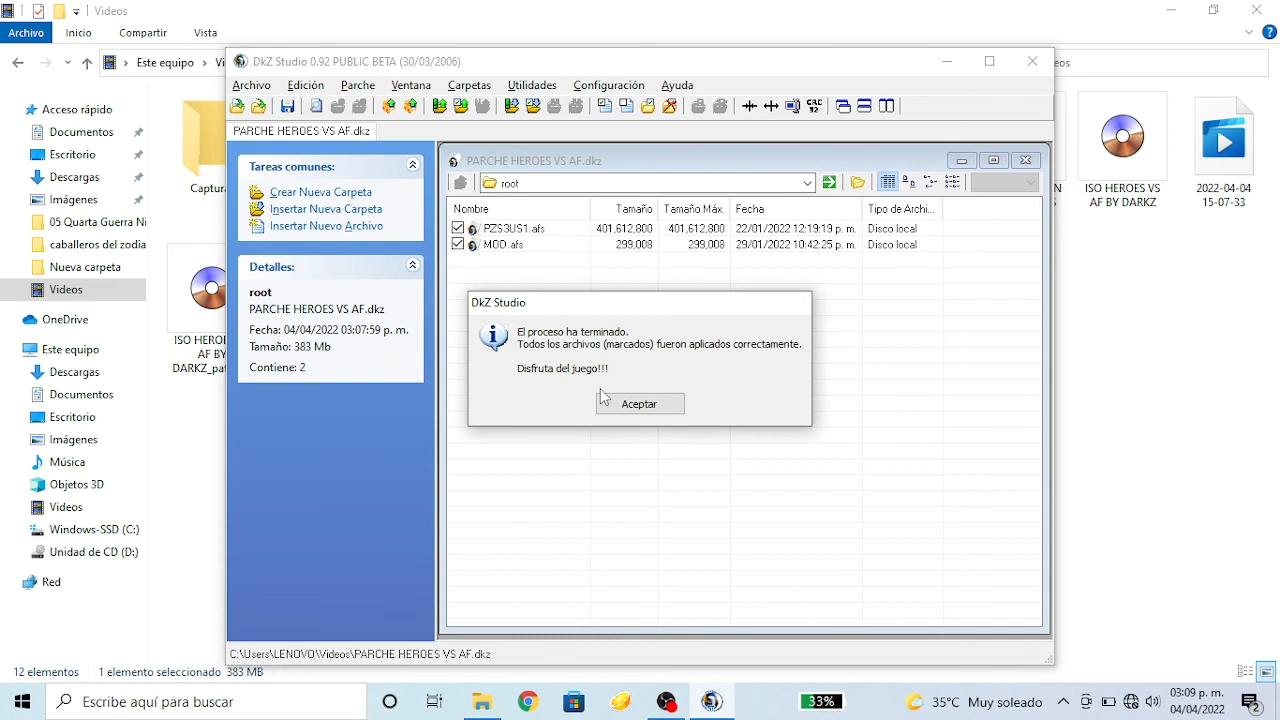 Videos
Archivo
Inicio
Compartir
Vista
Este equipo
Acceso rápido
Documentos
Escritorio
Descargas
Imágenes
05 Quarta Guerra Ni
caballeros del zodia
Nueva carpeta
Videos
OneDrive
Este equipo
Descargas
Documentos
Escritorio
Imágenes
Música
Objetos 3D
Videos
Windows-SSD (C:)
Unidad de CD (D:)
Red
Captura
ISO HEROE
AF BY
DARKZ_pa
DkZ Studio 0.92 PUBLIC BETA (30/03/2006)
Archivo
Edición
Parche
Ventana
Carpetas
Utilidades
Configuración
Ayuda
CRC
12
PARCHE HEROES VS AF.dkz
Tareas comunes:
Crear Nueva Carpeta
Insertar Nueva Carpeta
Insertar Nuevo Archivo
Detalles:
root
PARCHE HEROES VS AF.dkz
Fecha: 04/04/2022 03:07:59 p. m.
Tamaño: 383 Mb
Contiene: 2
PARCHE HEROES VS AF.dkz
root
Nombre Tamaño Tamaño Máx. Fecha Tipo de Archi...
PZS3US1.afs 401,612,800 401,612,800 22/01/2022 12:19:19 p. m. Disco local
MOD.afs 299,008 299,008 29/01/2022 10:42:25 p. m. Disco local
DkZ Studio
El proceso ha terminado.
Todos los archivos (marcados) fueron aplicados correctamente.
Disfruta del juego!!!
Aceptar
C:\Users\LENOVO\Videos\PARCHE HEROES VS AF.dkz
ISO HEROES VS
AF BY DARKZ
2022-04-04
15-07-33
12 elementos
1 elemento seleccionado 383 MB
Escribe aquí para buscar
33%
35°C Muy soleado
03:09 p. m.
04/04/2022
2